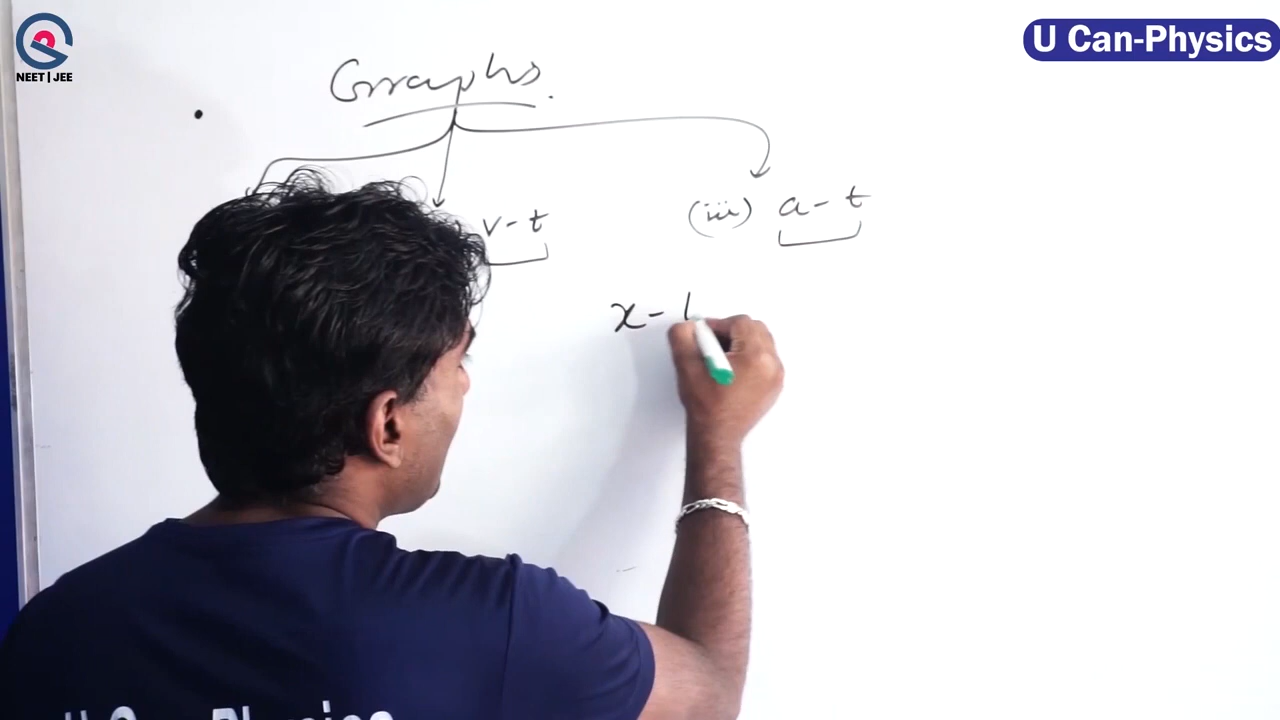 NEET | JEE
U Can-Physics
Graphs.
v - t
(iii) a - t
x -